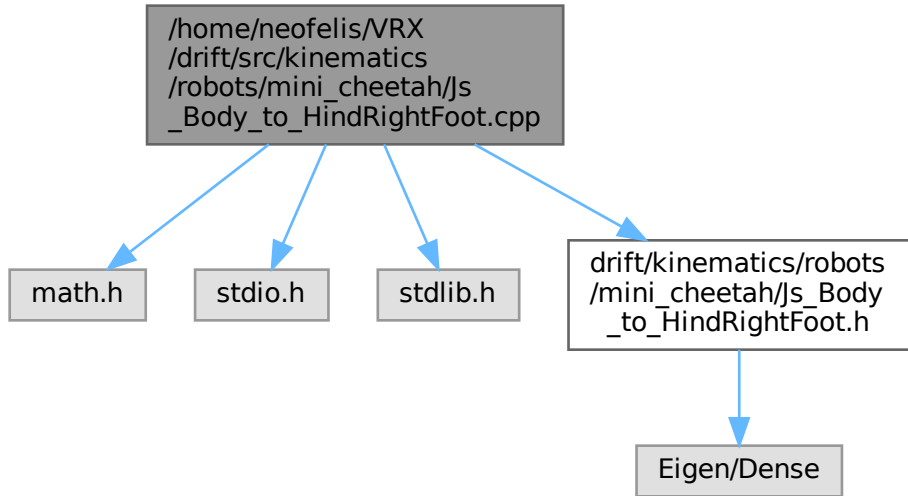 /home/neofelis/VRX
/drift/src/kinematics
/robots/mini_cheetah/Js
_Body_to_HindRightFoot.cpp
math.h
stdio.h
stdlib.h
drift/kinematics/robots
/mini_cheetah/Js_Body
_to_HindRightFoot.h
Eigen/Dense